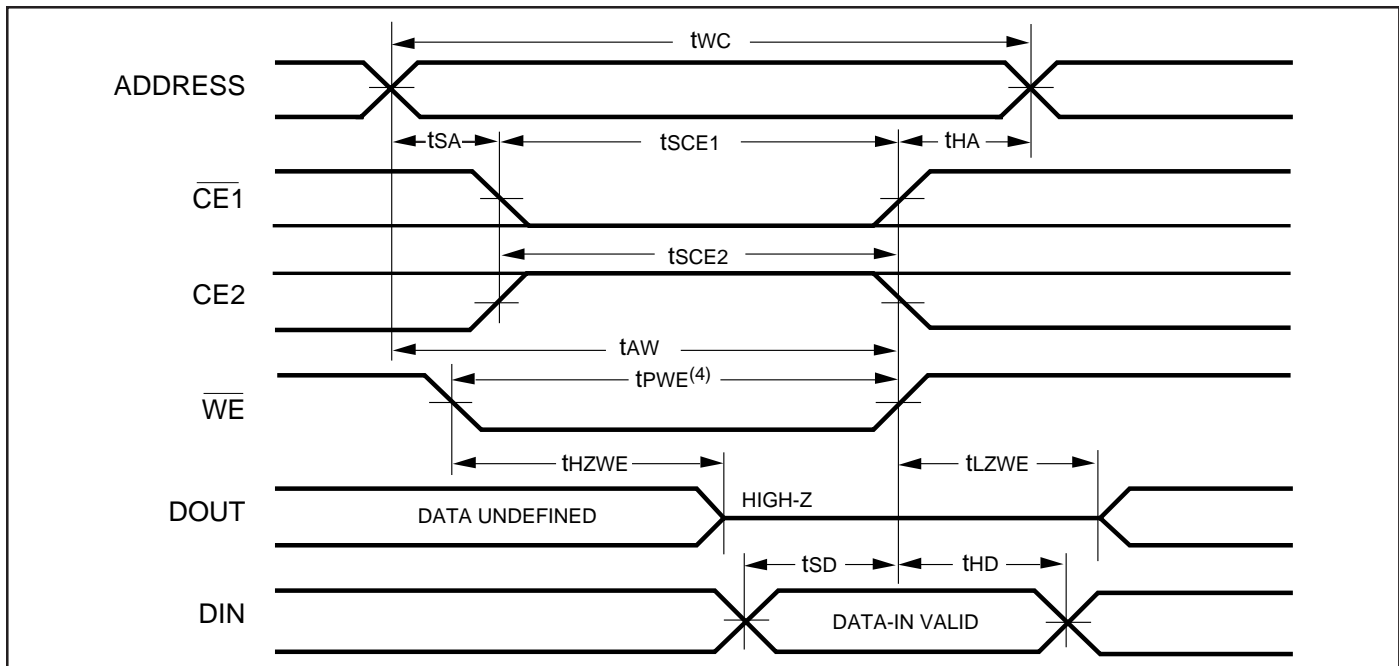 tWC
ADDRESS
tSA
tSCE1
tHA
CE1
tSCE2
CE2
tAW
tPWE(4)
WE
tHZWE
tLZWE
HIGH-Z
DOUT
DATA UNDEFINED
tSD
tHD
DIN
DATA-IN VALID